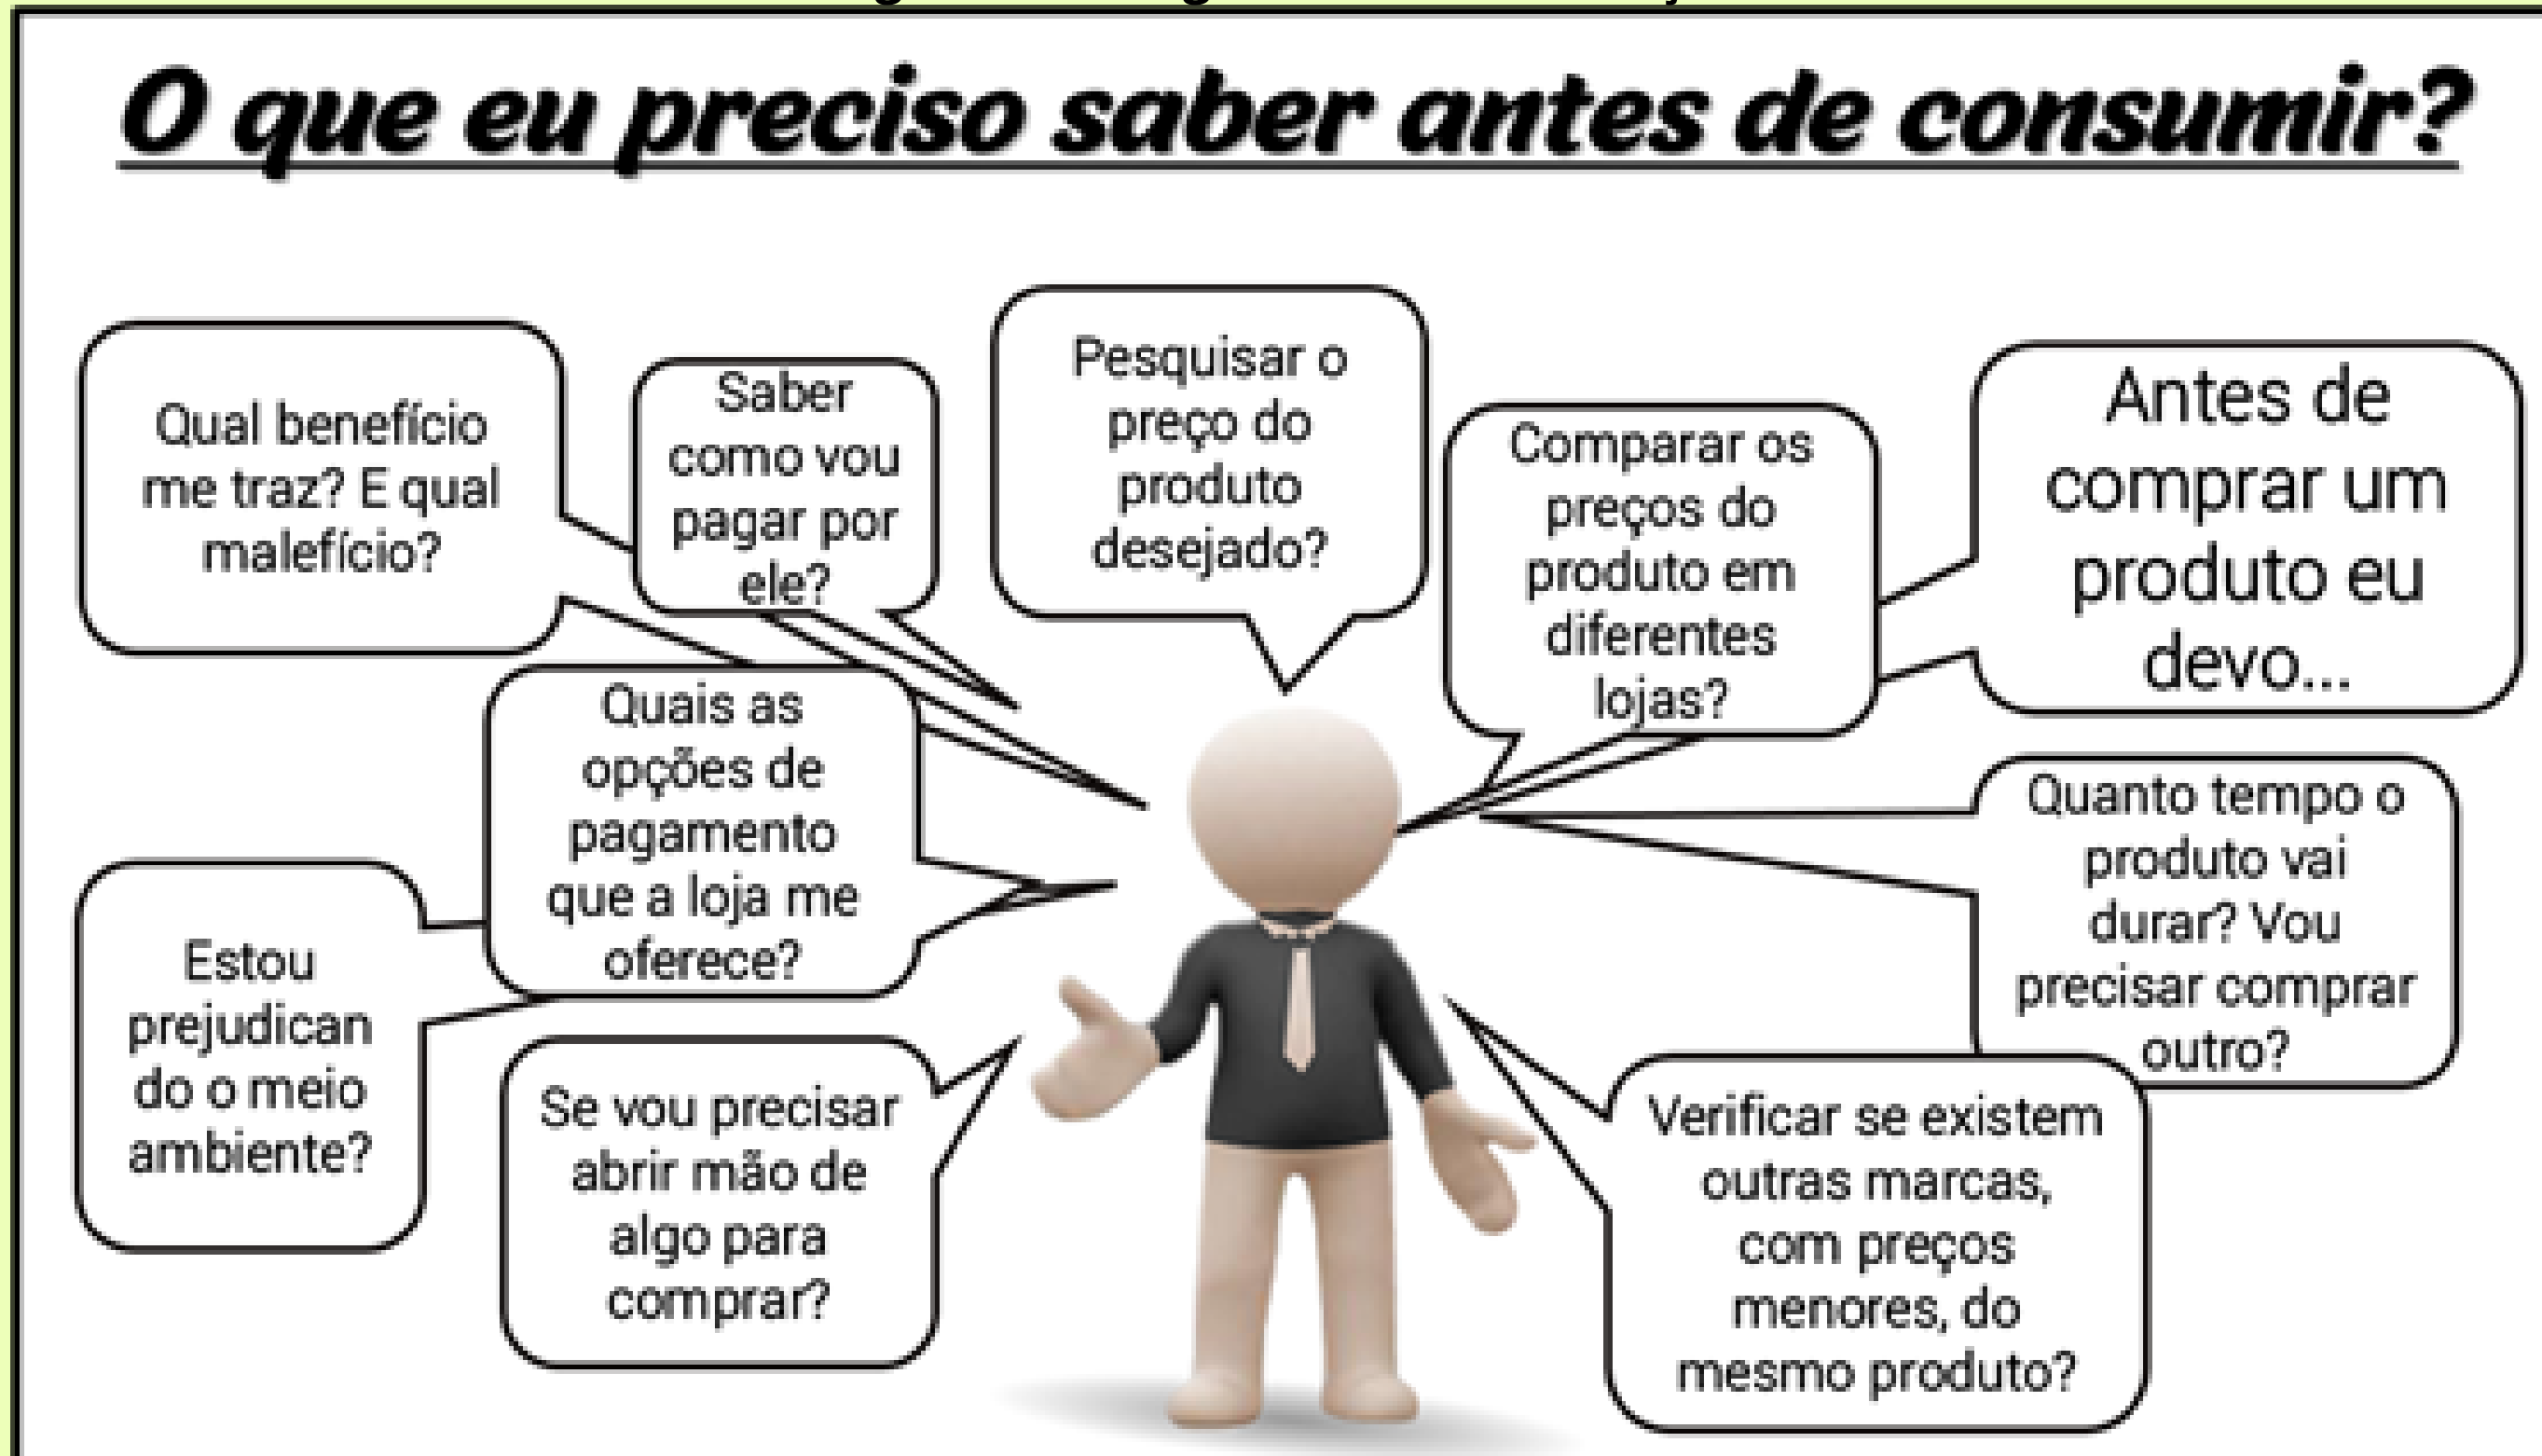 O que eu preciso saber antes de consumir?
Qual benefício
me traz? E qual
malefício?
Saber
como vou
pagar por
ele?
Pesquisar o
preço do
produto
desejado?
Comparar os
preços do
produto em
diferentes
lojas?
Antes de
comprar um
produto eu
devo...
Quais as
opções de
pagamento
que a loja me
oferece?
Quanto tempo o
produto vai
durar? Vou
precisar comprar
outro?
Estou
prejudican
do o meio
ambiente?
Se vou precisar
abrir mão de
algo para
comprar?
Verificar se existem
outras marcas,
com preços
menores, do
mesmo produto?